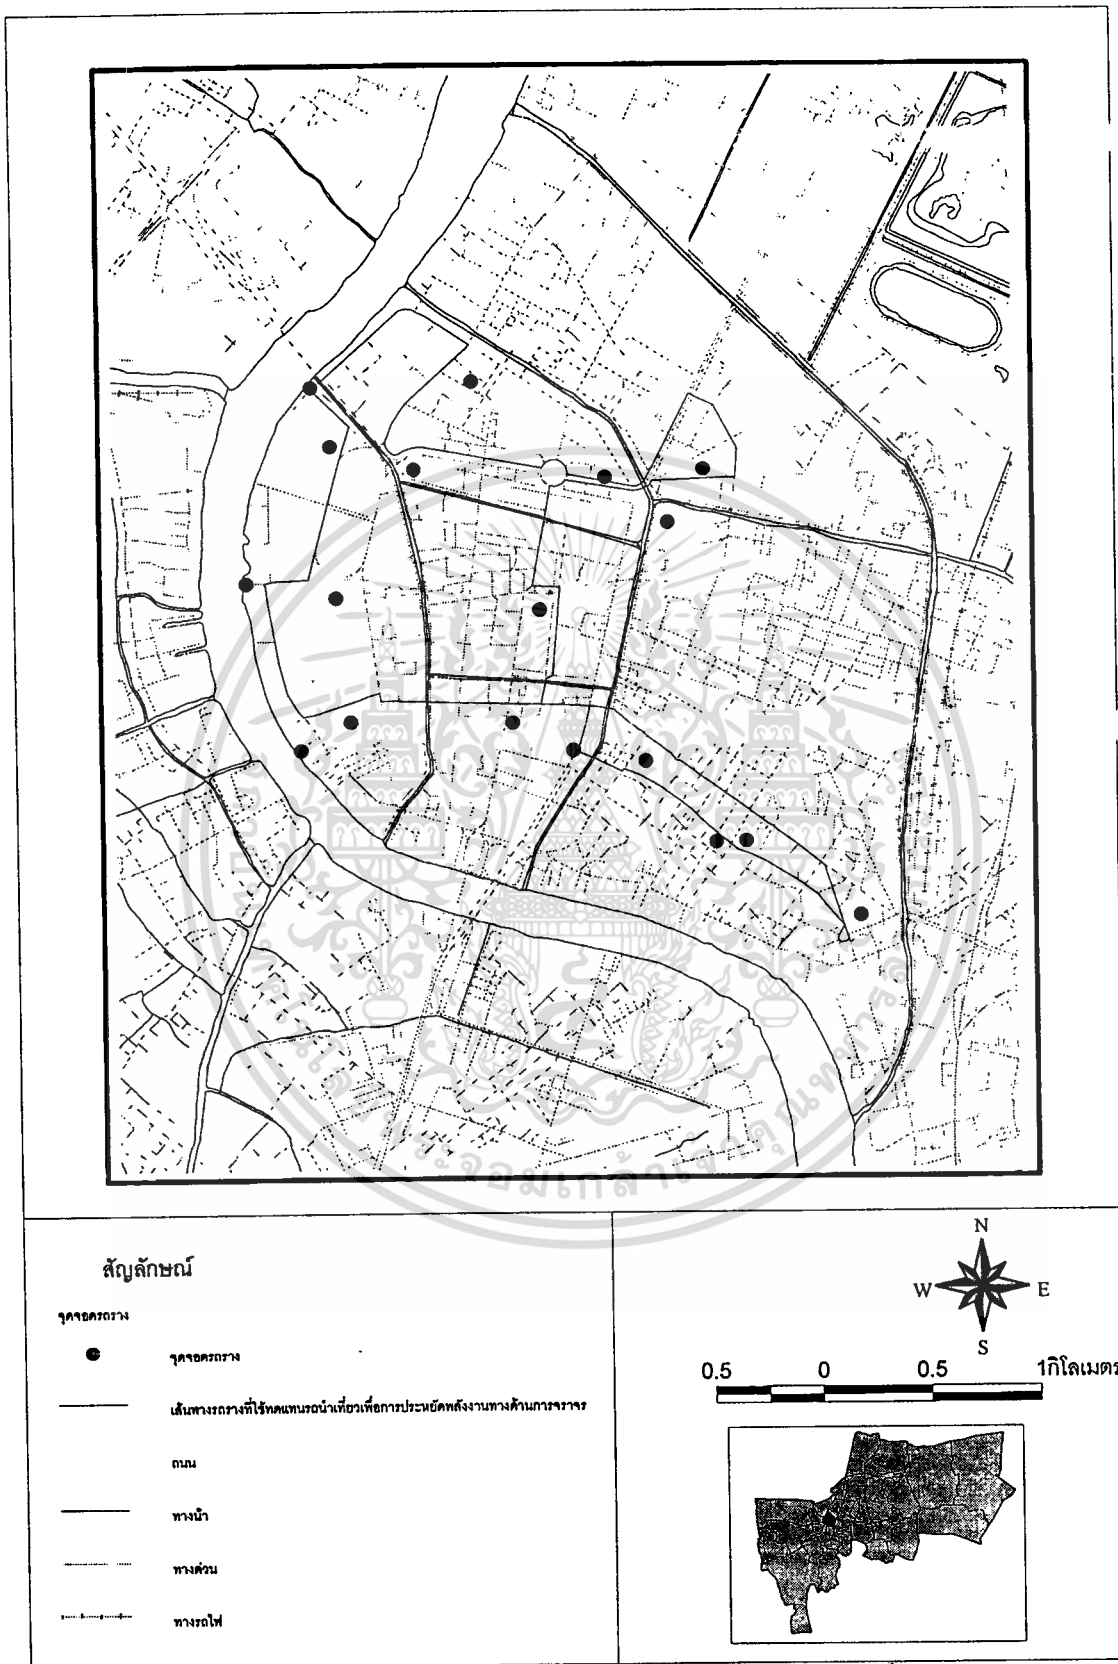 สัญลักษณ์
จุดจอดรถราง
จุดจอดรถราง
เส้นทางรถรางที่ใช้ทดแทนรถนำเที่ยวเพื่อการประหยัดพลังงานทางด้านการจราจร
ถนน
ทางน้ำ
ทางด่วน
ทางรถไฟ
N
W E
S
0.5 0 0.5 1กิโลเมตร